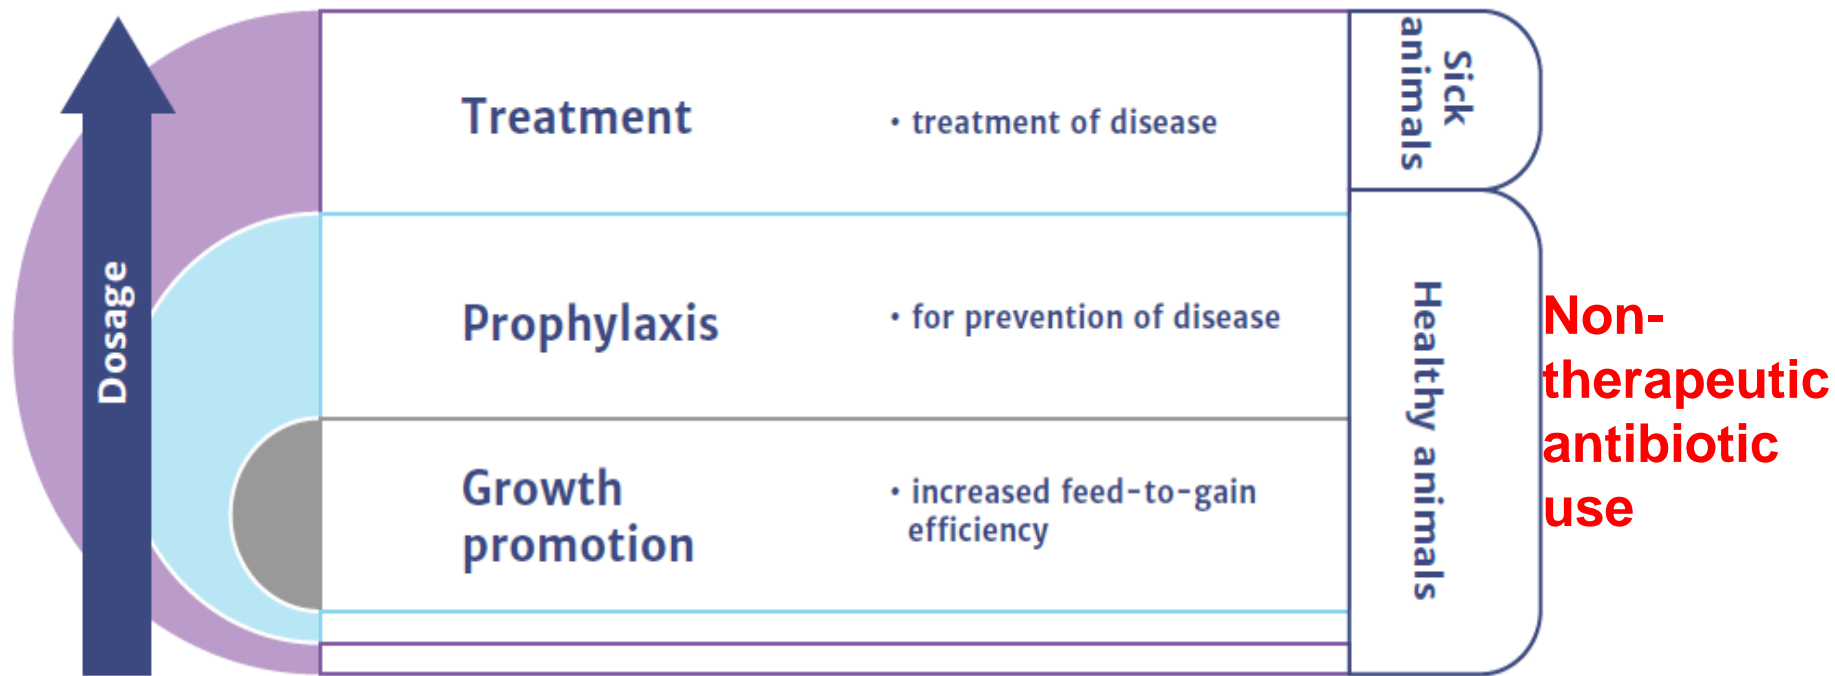 Dosage
Treatment
• treatment of disease
Sick
animals
Prophylaxis
• for prevention of disease
Growth
promotion
• increased feed-to-gain
efficiency
Healthy animals
Non-
therapeutic
antibiotic
use